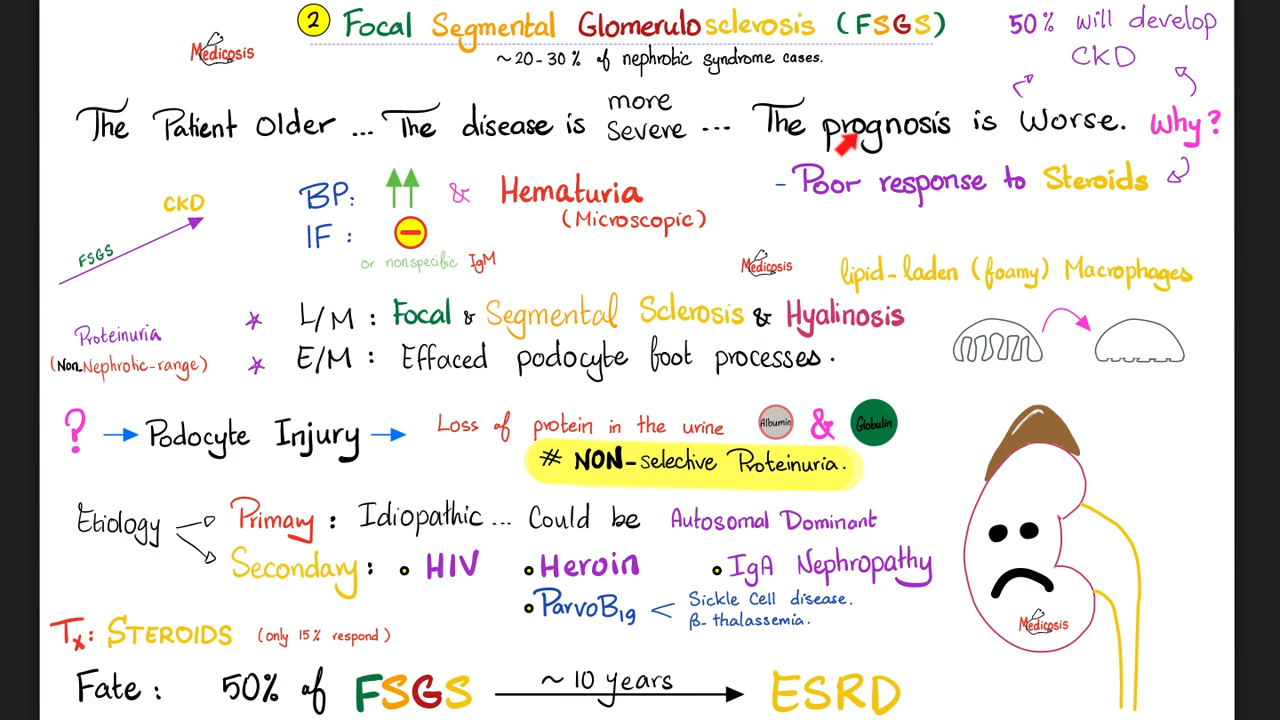 2 Focal Segmental Glomerulosclerosis (FSGS)
50% will develop
CKD
Medicosis
~20-30% of nephrotic syndrome cases.
The Patient Older ... The disease is more severe ... The prognosis is worse. Why?
- Poor response to Steroids
CKD
FSGS
BP: & Hematuria
(Microscopic)
IF :
or nonspecific IgM
Medicosis
lipid-laden (foamy) Macrophages
Proteinuria
(Non-Nephrotic-range)
L/M : Focal & Segmental Sclerosis & Hyalinosis
E/M : Effaced podocyte foot processes.
? → Podocyte Injury → Loss of protein in the urine Albumin & Globulin
# NON-selective Proteinuria.
Etiology
Primary : Idiopathic ... Could be Autosomal Dominant
Secondary : • HIV • Heroin • IgA Nephropathy
• ParvoB19 < Sickle Cell disease.
β-thalassemia.
Medicosis
Tx: STEROIDS (only 15% respond)
Fate : 50% of FSGS ~10 years → ESRD